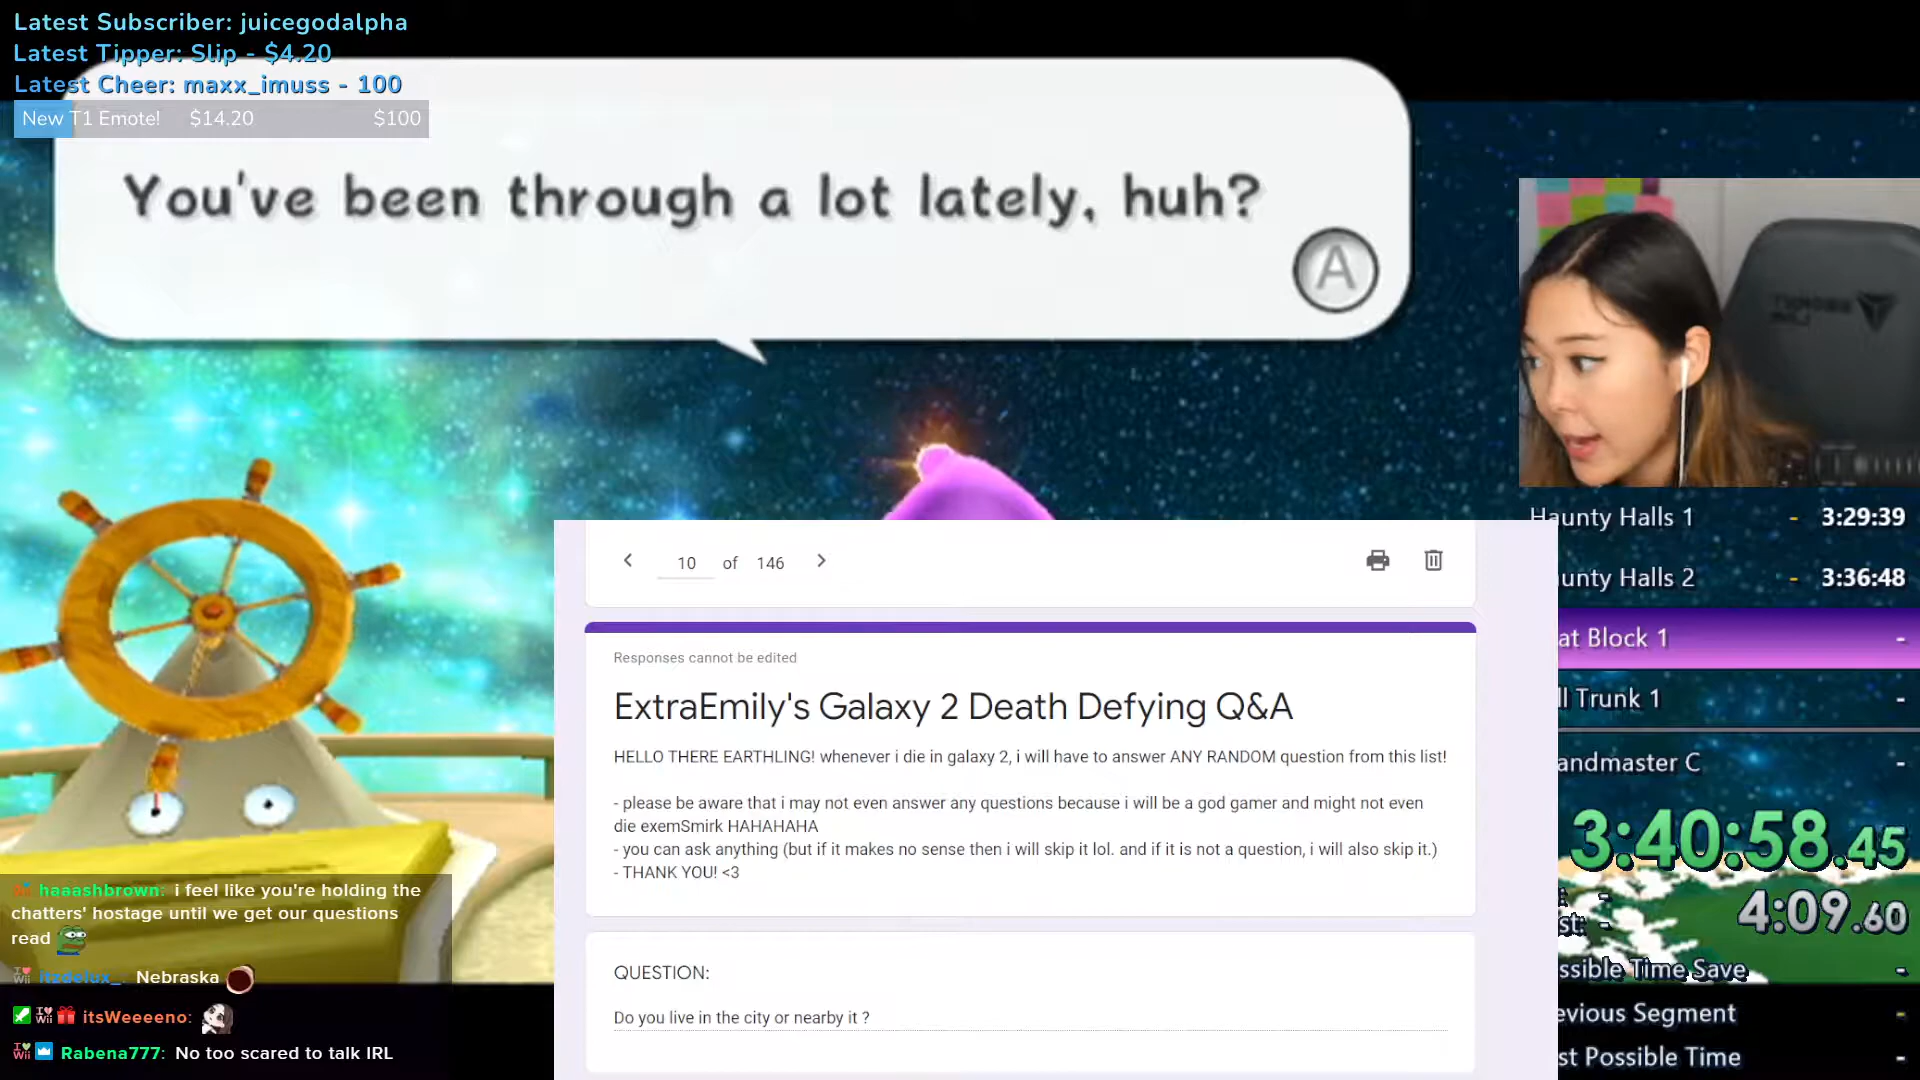 Latest Subscriber: juicegodalpha
Latest Tipper: Slip - $4.20
Latest Cheer: maxx_imuss - 100
New T1 Emote! $14.20 $100
You've been through a lot lately, huh?
A
Haunty Halls 1 - 3:29:39
unty Halls 2 - 3:36:48
at Block 1 -
ll Trunk 1 -
andmaster C -
3:40:58.45
4:09.60
st: -
ssible Time Save -
evious Segment -
st Possible Time -
10 of 146
Responses cannot be edited
ExtraEmily's Galaxy 2 Death Defying Q&A
HELLO THERE EARTHLING! whenever i die in galaxy 2, i will have to answer ANY RANDOM question from this list!
- please be aware that i may not even answer any questions because i will be a god gamer and might not even
die exemSmirk HAHAHAHA
- you can ask anything (but if it makes no sense then i will skip it lol. and if it is not a question, i will also skip it.)
- THANK YOU! <3
QUESTION:
Do you live in the city or nearby it ?
haaashbrown: i feel like you're holding the
chatters' hostage until we get our questions
read
itzdelux_: Nebraska
itsWeeeeno:
Rabena777: No too scared to talk IRL